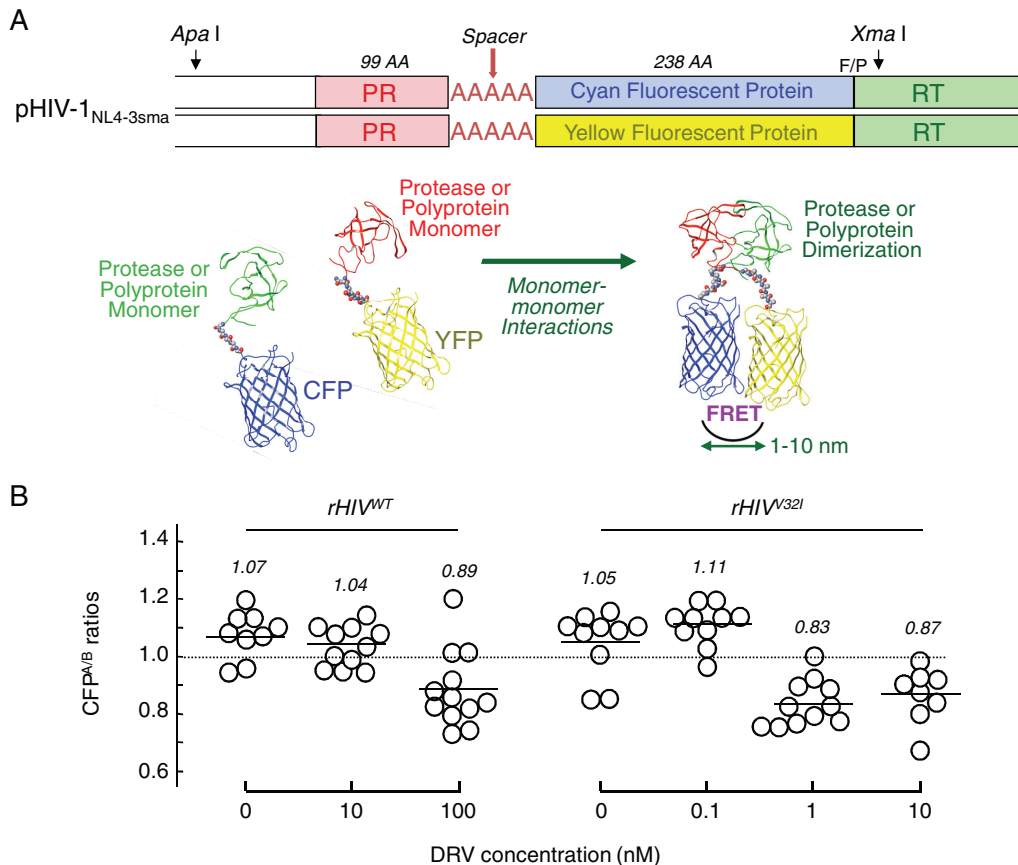 A
Apa I
Spacer
Xma I
99 AA
238 AA
F/P
pHIV-1NL4-3sma
PR
AAAAA
Cyan Fluorescent Protein
RT
PR
AAAAA
Yellow Fluorescent Protein
RT
Protease or
Polyprotein
Monomer
Protease or
Polyprotein
Monomer
Protease or
Polyprotein
Dimerization
Monomer-
monomer
Interactions
YFP
CFP
FRET
1-10 nm
B
rHIVWT
rHIVV32I
1.4
1.2
1.0
0.8
0.6
CFPA/B ratios
1.07
1.04
0.89
1.05
1.11
0.83
0.87
0
10
100
0
0.1
1
10
DRV concentration (nM)